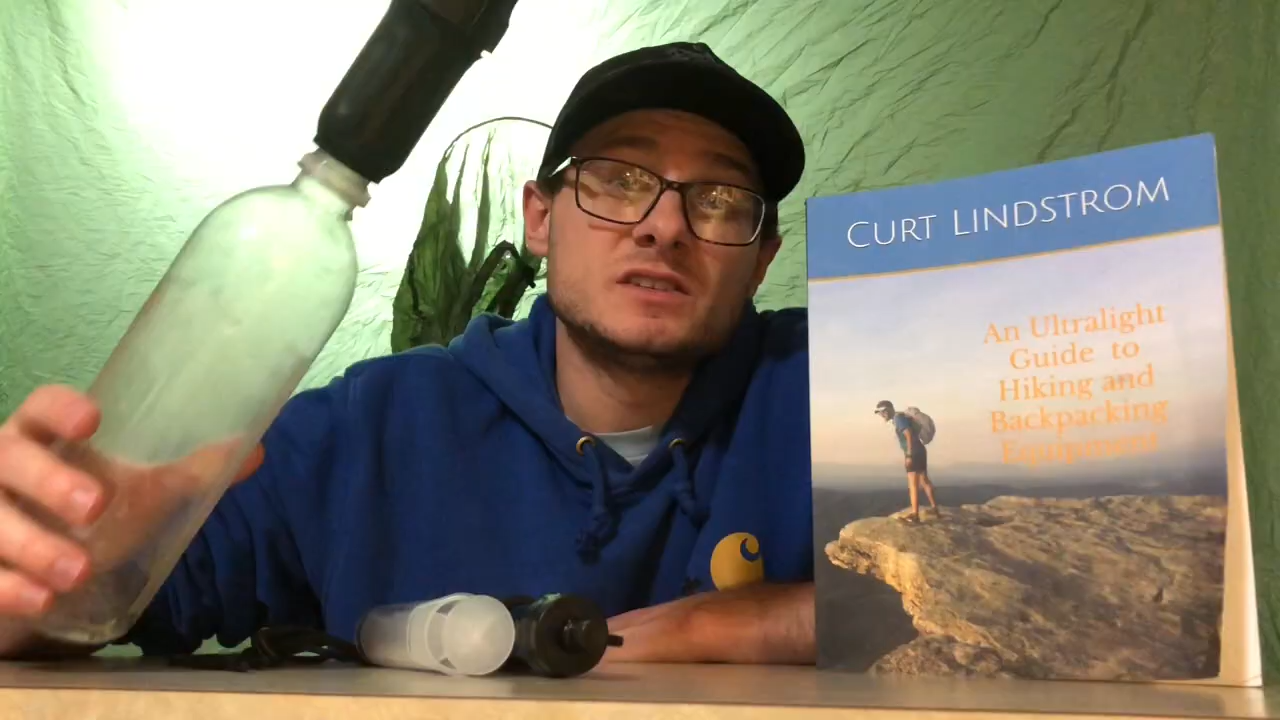 CURT LINDSTROM
An Ultralight
Guide to
Hiking and
Backpacking
Equipment